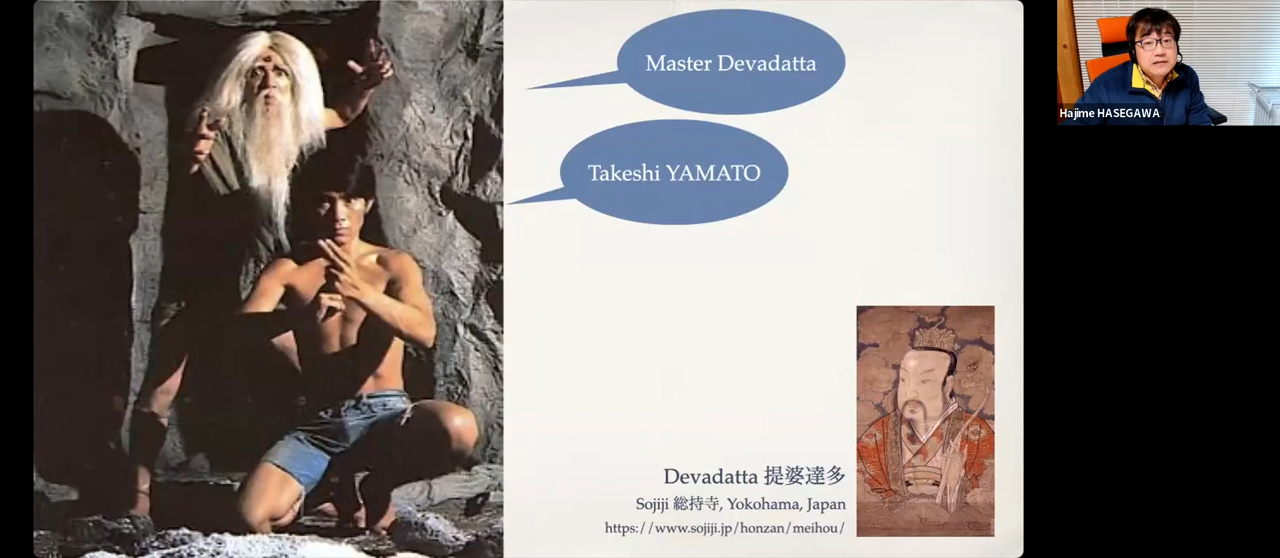 Master Devadatta
Takeshi YAMATO
Devadatta 提婆達多
Sojiji 総持寺, Yokohama, Japan
https://www.sojiji.jp/honzan/meihou/
Hajime HASEGAWA